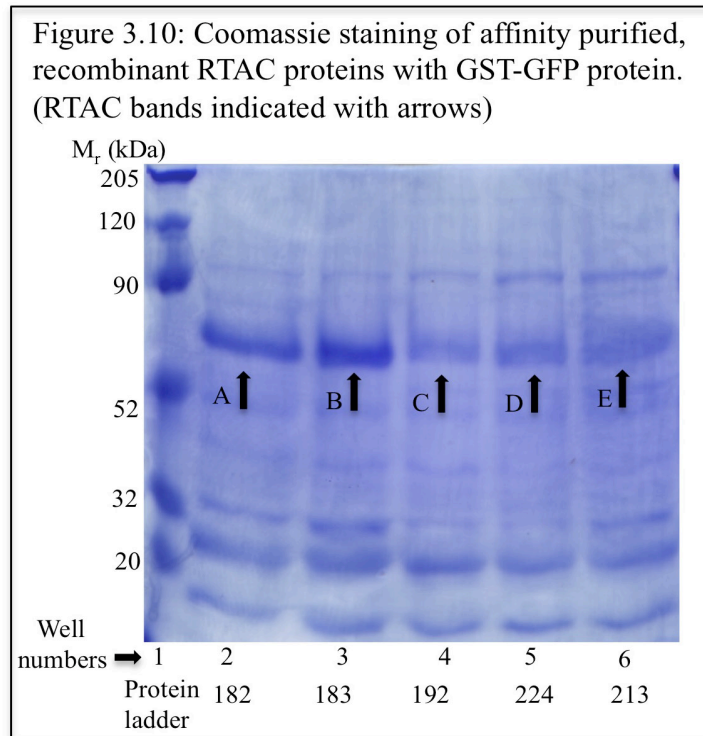 Figure 3.10: Coomassie staining of affinity purified,
recombinant RTAC proteins with GST-GFP protein.
(RTAC bands indicated with arrows)
Mr (kDa)
205
120
90
52
32
20
A
B
C
D
E
Well
numbers
1 2 3 4 5 6
Protein
ladder
182 183 192 224 213